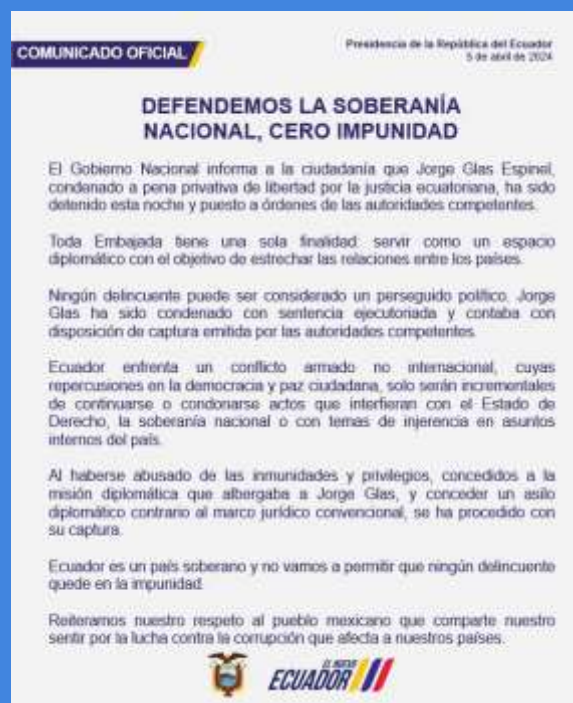 COMUNICADO OFICIAL
Presidencia de la República del Ecuador
5 de abril de 2024
DEFENDEMOS LA SOBERANÍA
NACIONAL, CERO IMPUNIDAD
El Gobierno Nacional informa a la ciudadanía que Jorge Glas Espinel,
condenado a pena privativa de libertad por la justicia ecuatoriana, ha sido
detenido esta noche y puesto a órdenes de las autoridades competentes.
Toda Embajada tiene una sola finalidad: servir como un espacio
diplomático con el objetivo de estrechar las relaciones entre los países.
Ningún delincuente puede ser considerado un perseguido político. Jorge
Glas ha sido condenado con sentencia ejecutoriada y contaba con
disposición de captura emitida por las autoridades competentes.
Ecuador enfrenta un conflicto armado no internacional, cuyas
repercusiones en la democracia y paz ciudadana, solo serán incrementales
de continuarse o condonarse actos que interfieran con el Estado de
Derecho, la soberanía nacional o con temas de injerencia en asuntos
internos del país.
Al haberse abusado de las inmunidades y privilegios, concedidos a la
misión diplomática que albergaba a Jorge Glas, y conceder un asilo
diplomático contrario al marco jurídico convencional, se ha procedido con
su captura.
Ecuador es un país soberano y no vamos a permitir que ningún delincuente
quede en la impunidad.
Reiteramos nuestro respeto al pueblo mexicano que comparte nuestro
sentir por la lucha contra la corrupción que afecta a nuestros países.
EL NUEVO
ECUADOR